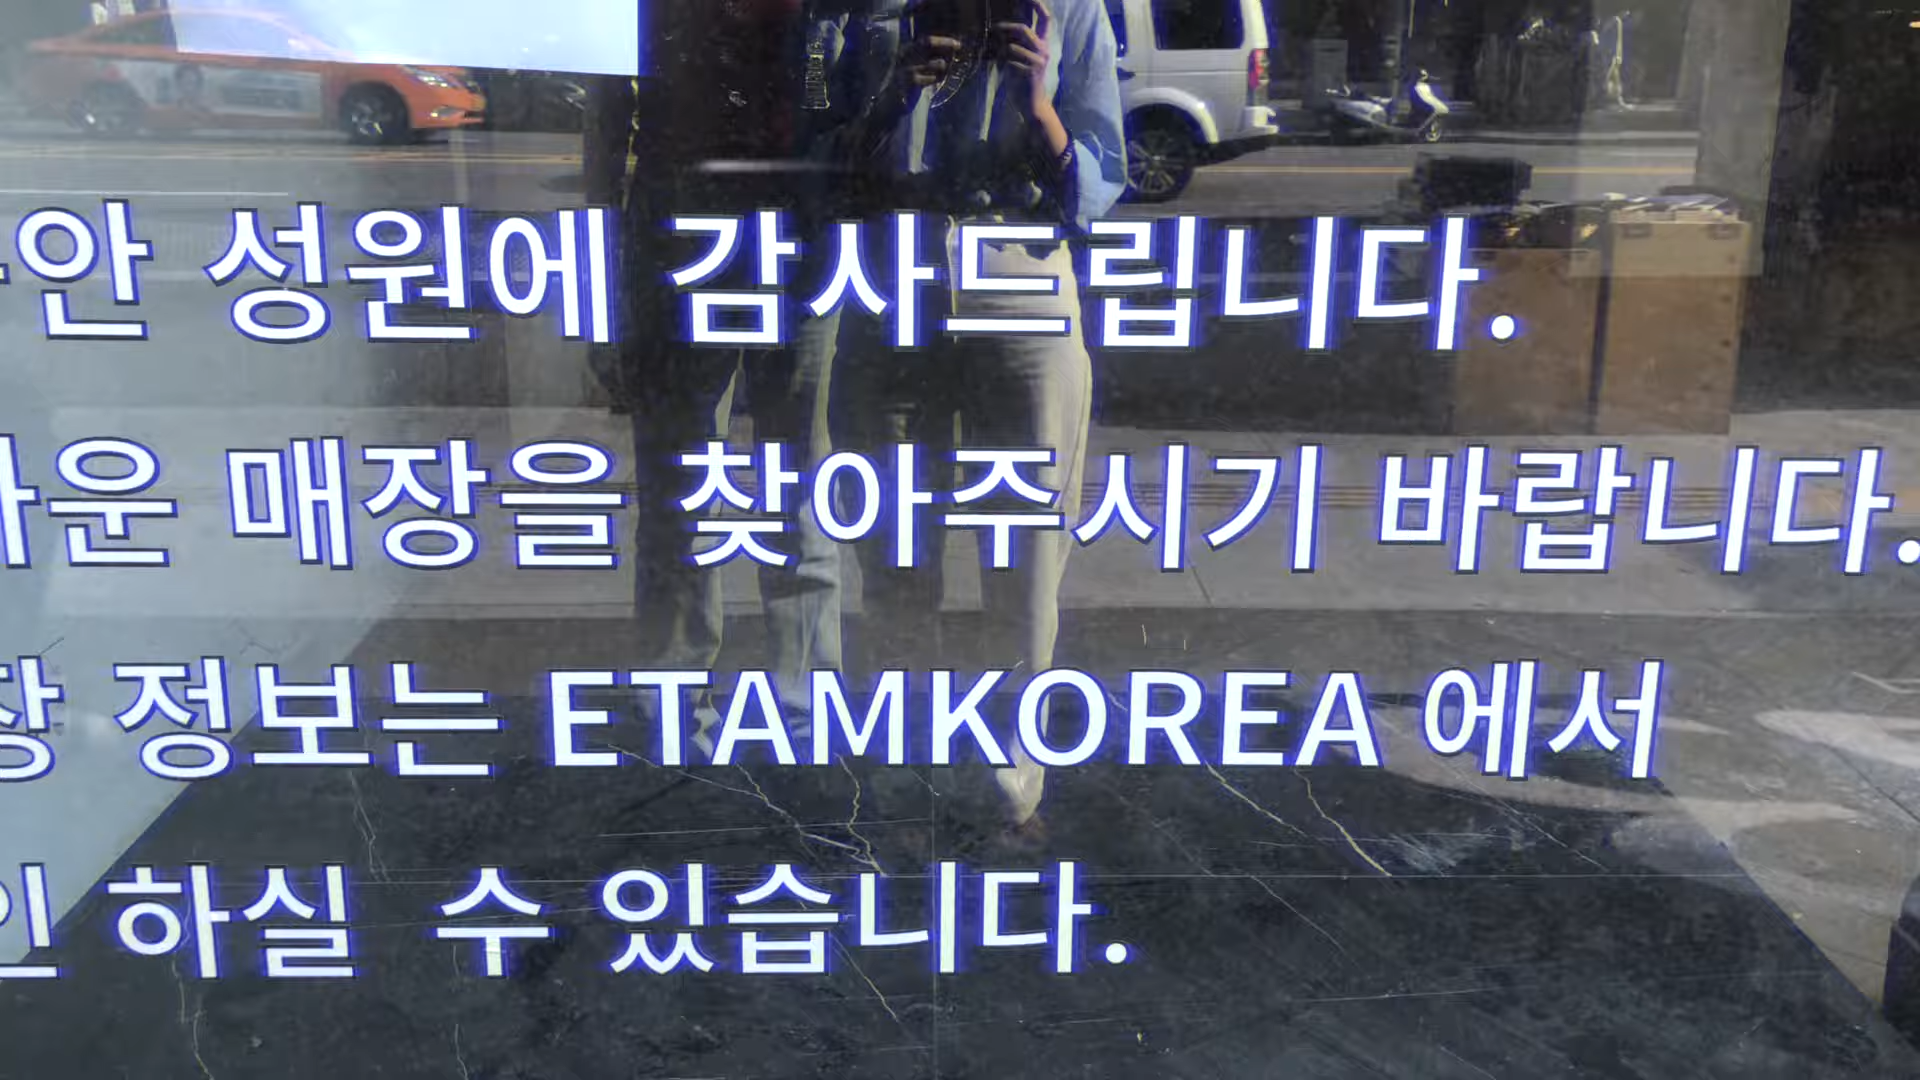 안 성원에 감사드립니다.
운 매장을 찾아주시기 바랍니다.
장 정보는 ETAMKOREA 에서
인 하실 수 있습니다.